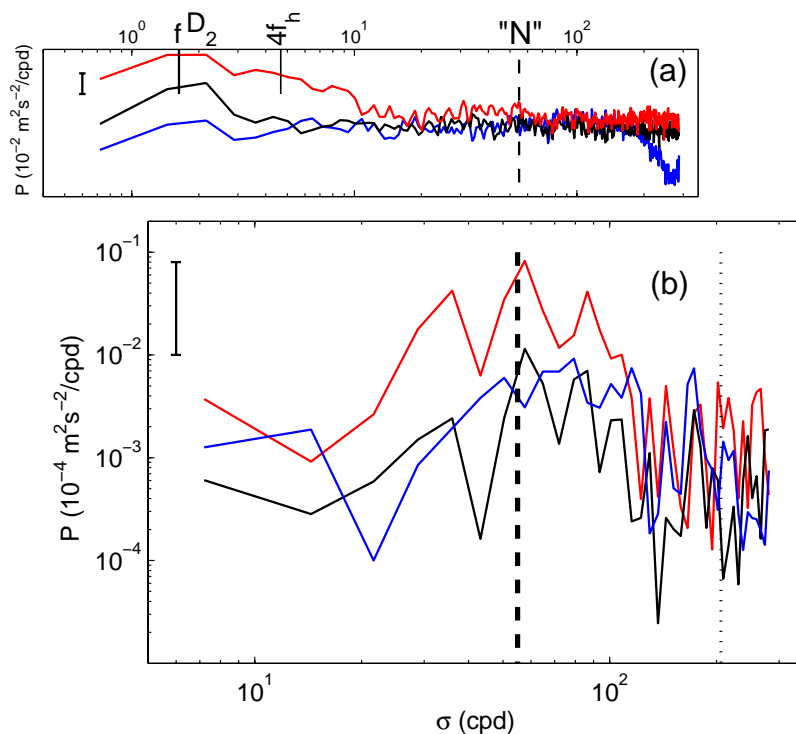 10⁰ f D₂ 4f_h 10¹ "N" 10²
(a)
P (10⁻² m²s⁻²/cpd)
10⁻¹
(b)
10⁻²
10⁻³
10⁻⁴
P (10⁻⁴ m²s⁻²/cpd)
10¹ 10²
σ (cpd)